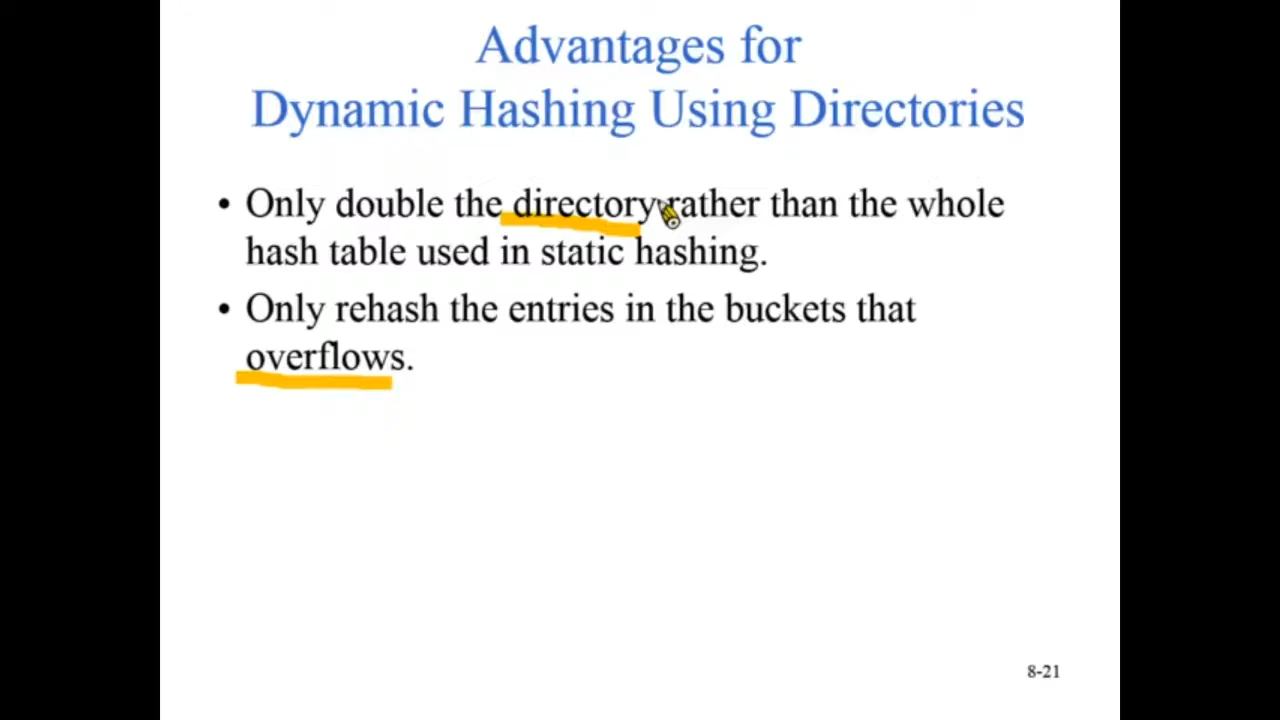 Advantages for
Dynamic Hashing Using Directories
• Only double the directory rather than the whole
hash table used in static hashing.
• Only rehash the entries in the buckets that
overflows.
8-21